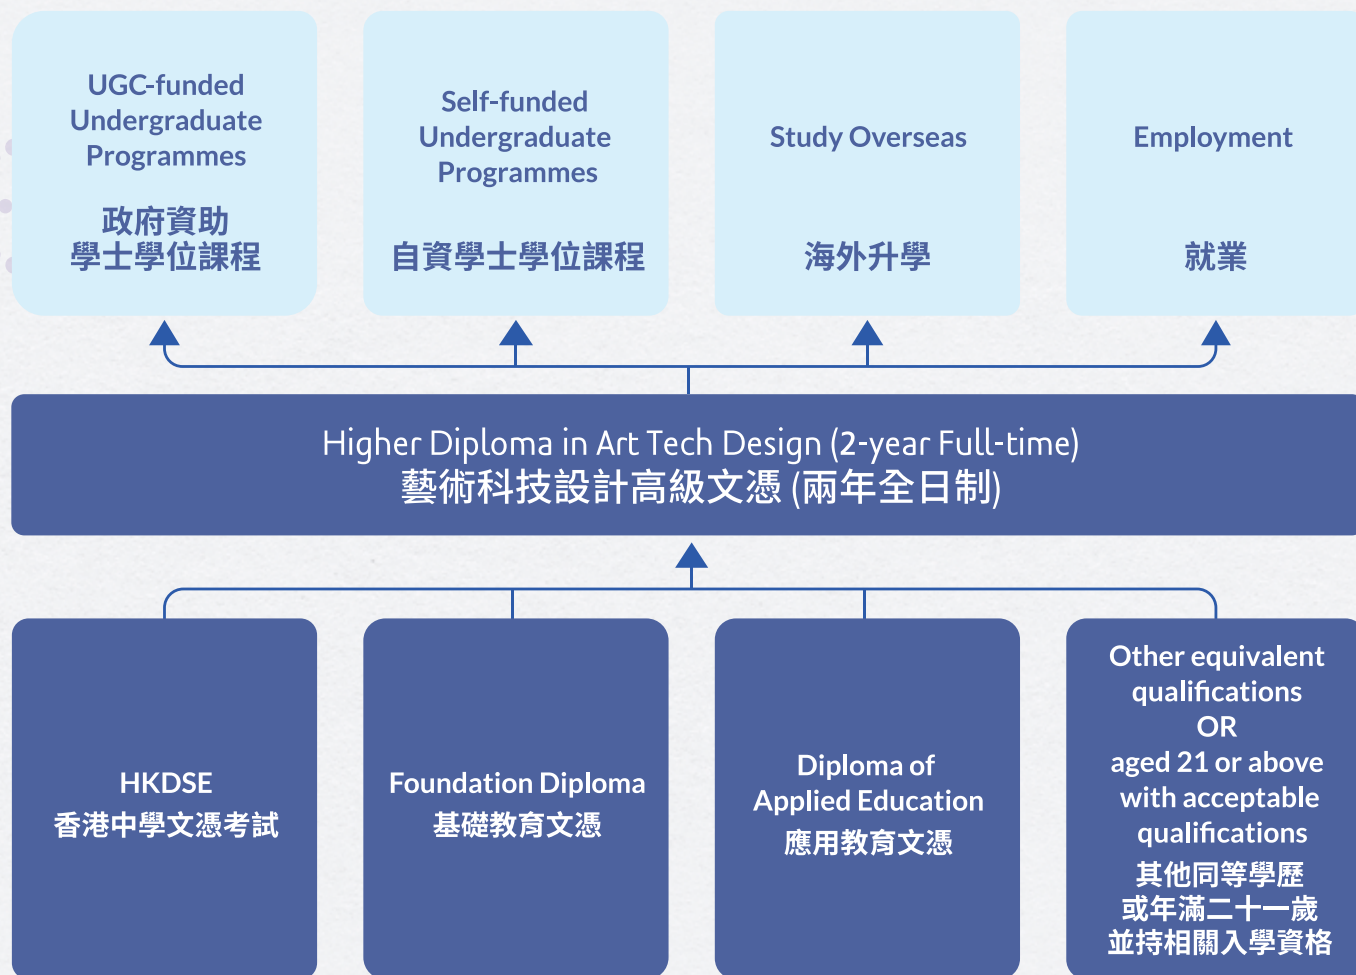 UGC-funded
Undergraduate
Programmes
政府資助
學士學位課程
Self-funded
Undergraduate
Programmes
自資學士學位課程
Study Overseas
海外升學
Employment
就業
Higher Diploma in Art Tech Design (2-year Full-time)
藝術科技設計高級文憑 (兩年全日制)
HKDSE
香港中學文憑考試
Foundation Diploma
基礎教育文憑
Diploma of
Applied Education
應用教育文憑
Other equivalent
qualifications
OR
aged 21 or above
with acceptable
qualifications
其他同等學歷
或年滿二十一歲
並持相關入學資格